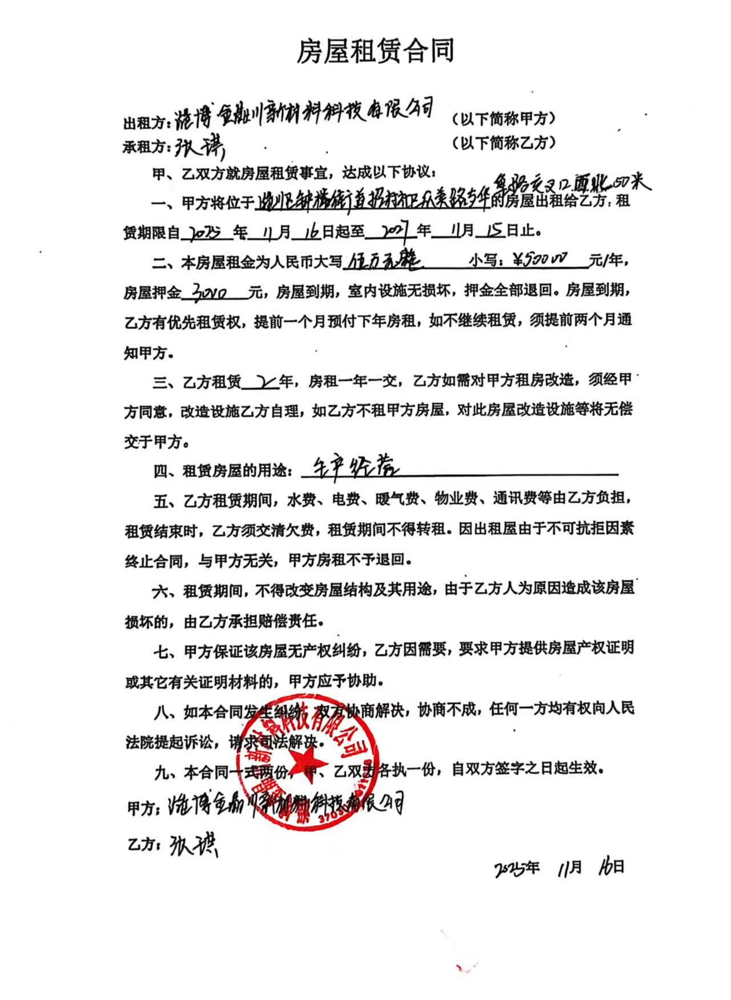 房屋租赁合同
出租方：淄博金晶川新材料科技有限公司 （以下简称甲方）
承租方：张琪 （以下简称乙方）
甲、乙双方就房屋租赁事宜，达成以下协议：
阜路交叉口西北50米
一、甲方将位于淄川区钟楼街道招村社区众美路与华的房屋出租给乙方；租
赁期限自2025年11月16日起至2027年11月15日止。
二、本房屋租金为人民币大写伍万元整 小写：¥50000元/年，
房屋押金3000元，房屋到期，室内设施无损坏，押金全部退回。房屋到期，
乙方有优先租赁权，提前一个月预付下年房租，如不继续租赁，须提前两个月通
知甲方。
三、乙方租赁2年，房租一年一交，乙方如需对甲方租房改造，须经甲
方同意，改造设施乙方自理，如乙方不租甲方房屋，对此房屋改造设施等将无偿
交于甲方。
四、租赁房屋的用途：生产经营
五、乙方租赁期间，水费、电费、暖气费、物业费、通讯费等由乙方负担，
租赁结束时，乙方须交清欠费，租赁期间不得转租。因出租屋由于不可抗拒因素
终止合同，与甲方无关，甲方房租不予退回。
六、租赁期间，不得改变房屋结构及其用途，由于乙方人为原因造成该房屋
损坏的，由乙方承担赔偿责任。
七、甲方保证该房屋无产权纠纷，乙方因需要，要求甲方提供房屋产权证明
或其它有关证明材料的，甲方应予协助。
八、如本合同发生纠纷，双方协商解决，协商不成，任何一方均有权向人民
法院提起诉讼，请求司法解决。
九、本合同一式两份，甲、乙双方各执一份，自双方签字之日起生效。
甲方：淄博金晶川新材料科技有限公司
乙方：张琪
2025年 11月 16日